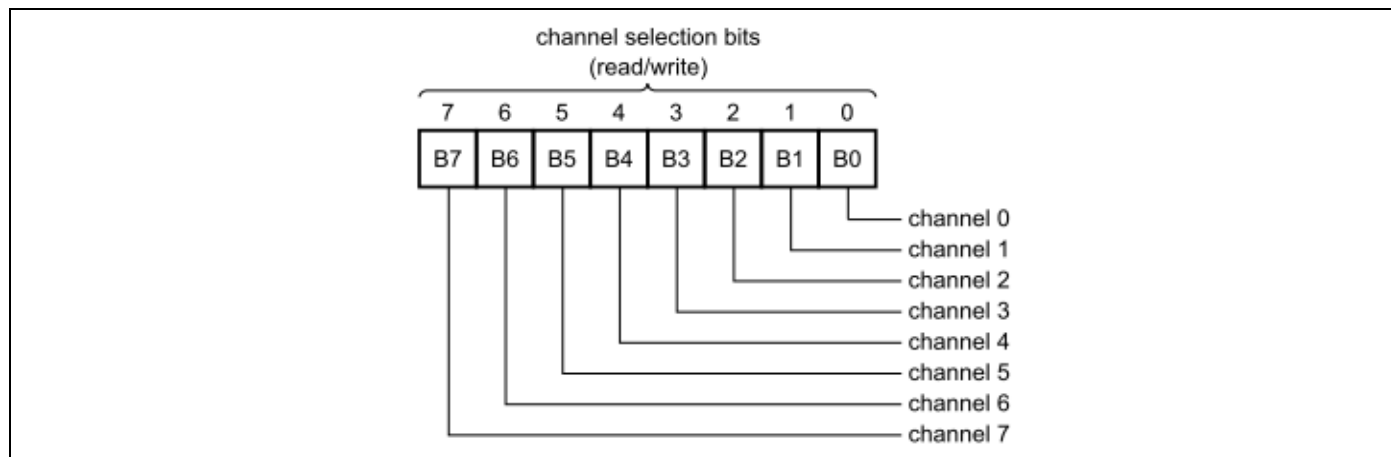 channel selection bits
(read/write)
7 6 5 4 3 2 1 0
B7 B6 B5 B4 B3 B2 B1 B0
channel 0
channel 1
channel 2
channel 3
channel 4
channel 5
channel 6
channel 7